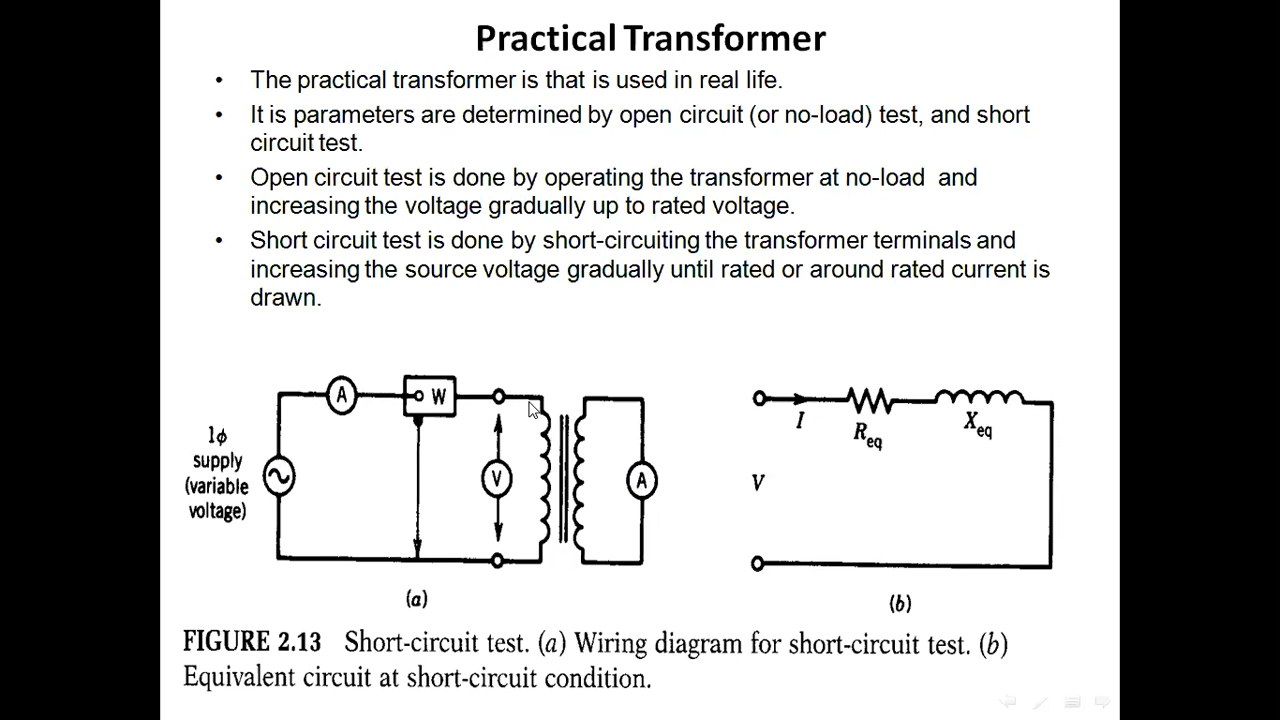 Practical Transformer
• The practical transformer is that is used in real life.
• It is parameters are determined by open circuit (or no-load) test, and short
circuit test.
• Open circuit test is done by operating the transformer at no-load and
increasing the voltage gradually up to rated voltage.
• Short circuit test is done by short-circuiting the transformer terminals and
increasing the source voltage gradually until rated or around rated current is
drawn.
A
W
1ϕ
supply
(variable
voltage)
V
A
(a)
I
R_eq
X_eq
V
(b)
FIGURE 2.13 Short-circuit test. (a) Wiring diagram for short-circuit test. (b)
Equivalent circuit at short-circuit condition.